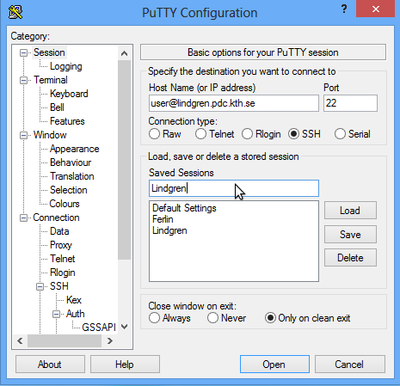 PuTTY Configuration
?
Category:
Session
Logging
Terminal
Keyboard
Bell
Features
Window
Appearance
Behaviour
Translation
Selection
Colours
Connection
Data
Proxy
Telnet
Rlogin
SSH
Kex
Auth
GSSAPI
Basic options for your PuTTY session
Specify the destination you want to connect to
Host Name (or IP address) Port
user@lindgren.pdc.kth.se 22
Connection type:
Raw Telnet Rlogin SSH Serial
Load, save or delete a stored session
Saved Sessions
Lindgren
Default Settings
Ferlin
Lindgren
Load
Save
Delete
Close window on exit:
Always Never Only on clean exit
About Help Open Cancel